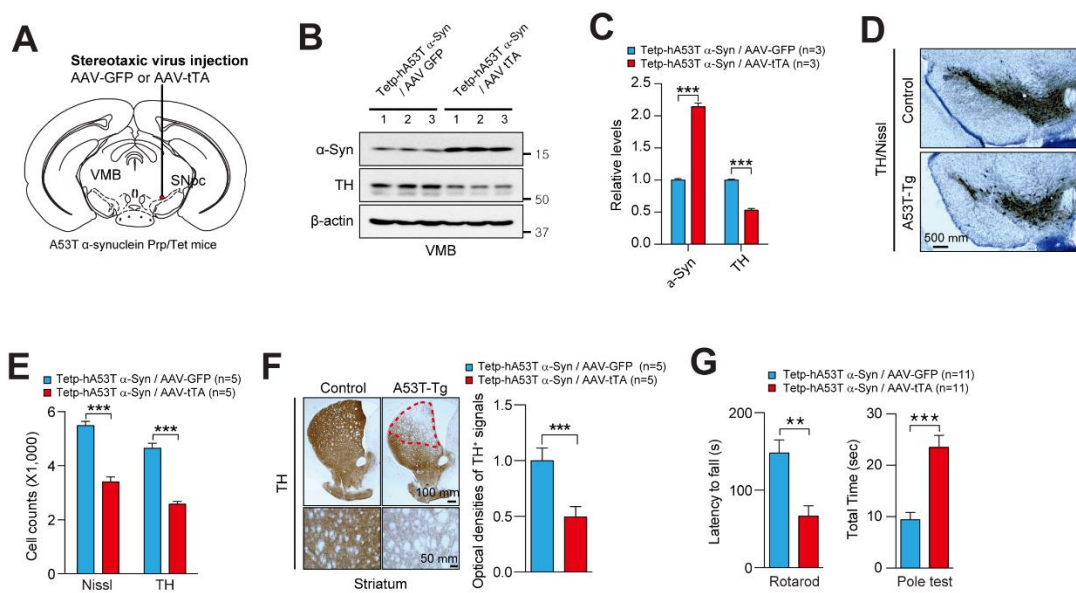 A
Stereotaxic virus injection
AAV-GFP or AAV-tTA
VMB
SNpc
A53T α-synuclein Prp/Tet mice
B
Tetp-hA53T α-Syn
/ AAV GFP
Tetp-hA53T α-Syn
/ AAV tTA
1 2 3 1 2 3
α-Syn
15
TH
50
β-actin
37
VMB
C
Tetp-hA53T α-Syn / AAV-GFP (n=3)
Tetp-hA53T α-Syn / AAV-tTA (n=3)
Relative levels
2.5
2.0
1.5
1.0
0.5
0.0
***
***
a-Syn
TH
D
TH/Nissl
Control
A53T-Tg
500 mm
E
Tetp-hA53T α-Syn / AAV-GFP (n=5)
Tetp-hA53T α-Syn / AAV-tTA (n=5)
Cell counts (X1,000)
6
4
2
0
***
***
Nissl
TH
F
Control
A53T-Tg
TH
100 mm
50 mm
Striatum
Tetp-hA53T α-Syn / AAV-GFP (n=5)
Tetp-hA53T α-Syn / AAV-tTA (n=5)
Optical densities of TH⁺ signals
1.5
1.0
0.5
0
***
G
Tetp-hA53T α-Syn / AAV-GFP (n=11)
Tetp-hA53T α-Syn / AAV-tTA (n=11)
Latency to fall (s)
200
100
0
**
Rotarod
Total Time (sec)
30
20
10
0
***
Pole test